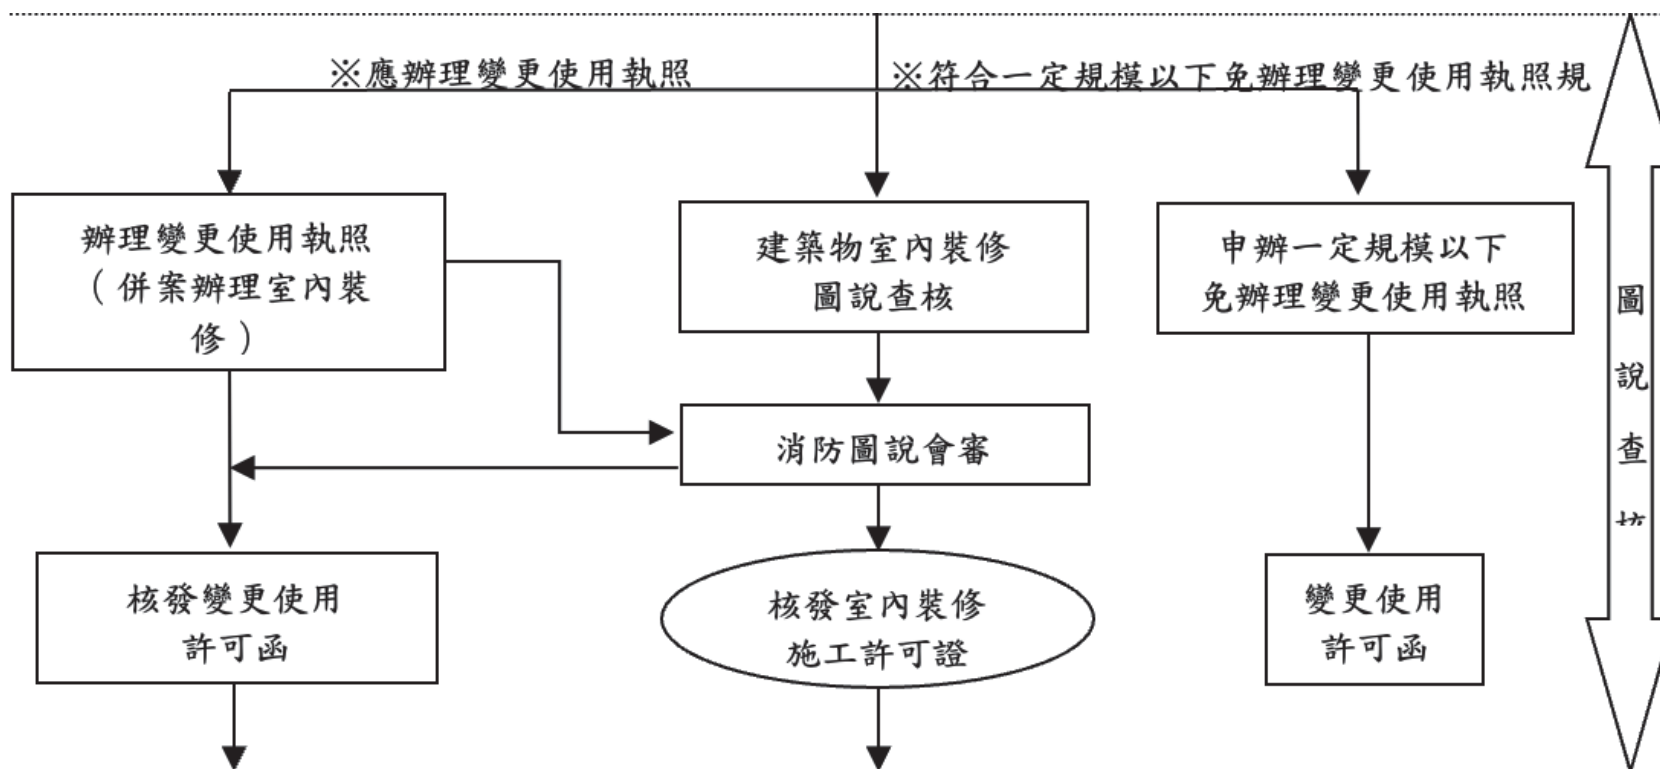 ※應辦理變更使用執照
※符合一定規模以下免辦理變更使用執照規
辦理變更使用執照
（併案辦理室內裝
修）
建築物室內裝修
圖說查核
申辦一定規模以下
免辦理變更使用執照
消防圖說會審
核發變更使用
許可函
核發室內裝修
施工許可證
變更使用
許可函
圖
說
查
核